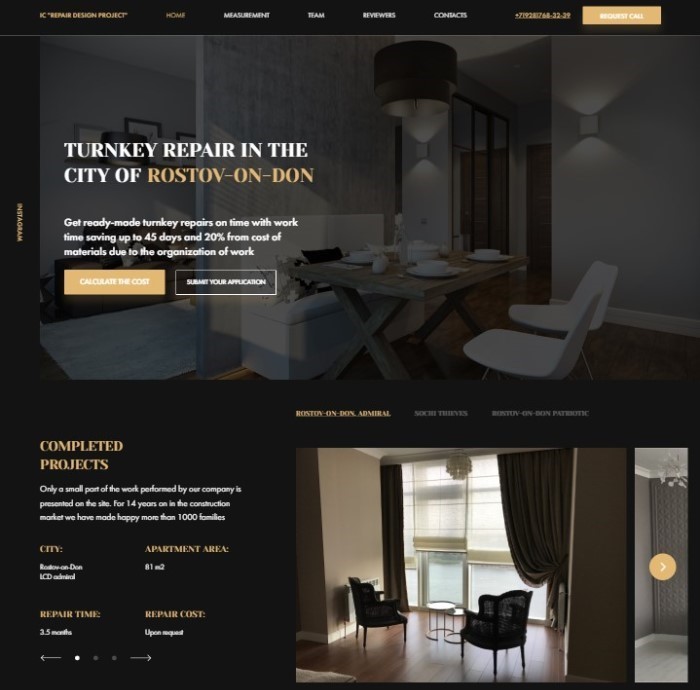 IC "REPAIR DESIGN PROJECT"
HOME
MEASUREMENT
TEAM
REVIEWERS
CONTACTS
+7(928)768-32-39
REQUEST CALL
TURNKEY REPAIR IN THE
CITY OF ROSTOV-ON-DON
INSTAGRAM
Get ready-made turnkey repairs on time with work
time saving up to 45 days and 20% from cost of
materials due to the organization of work
CALCULATE THE COST
SUBMIT YOUR APPLICATION
ROSTOV-ON-DON, ADMIRAL
SOCHI THIEVES
ROSTOV-ON-DON PATRIOTIC
COMPLETED
PROJECTS
Only a small part of the work performed by our company is
presented on the site. For 14 years on in the construction
market we have made happy more than 1000 families
CITY:
Rostov-on-Don
LCD admiral
APARTMENT AREA:
81 m2
REPAIR TIME:
3.5 months
REPAIR COST:
Upon request